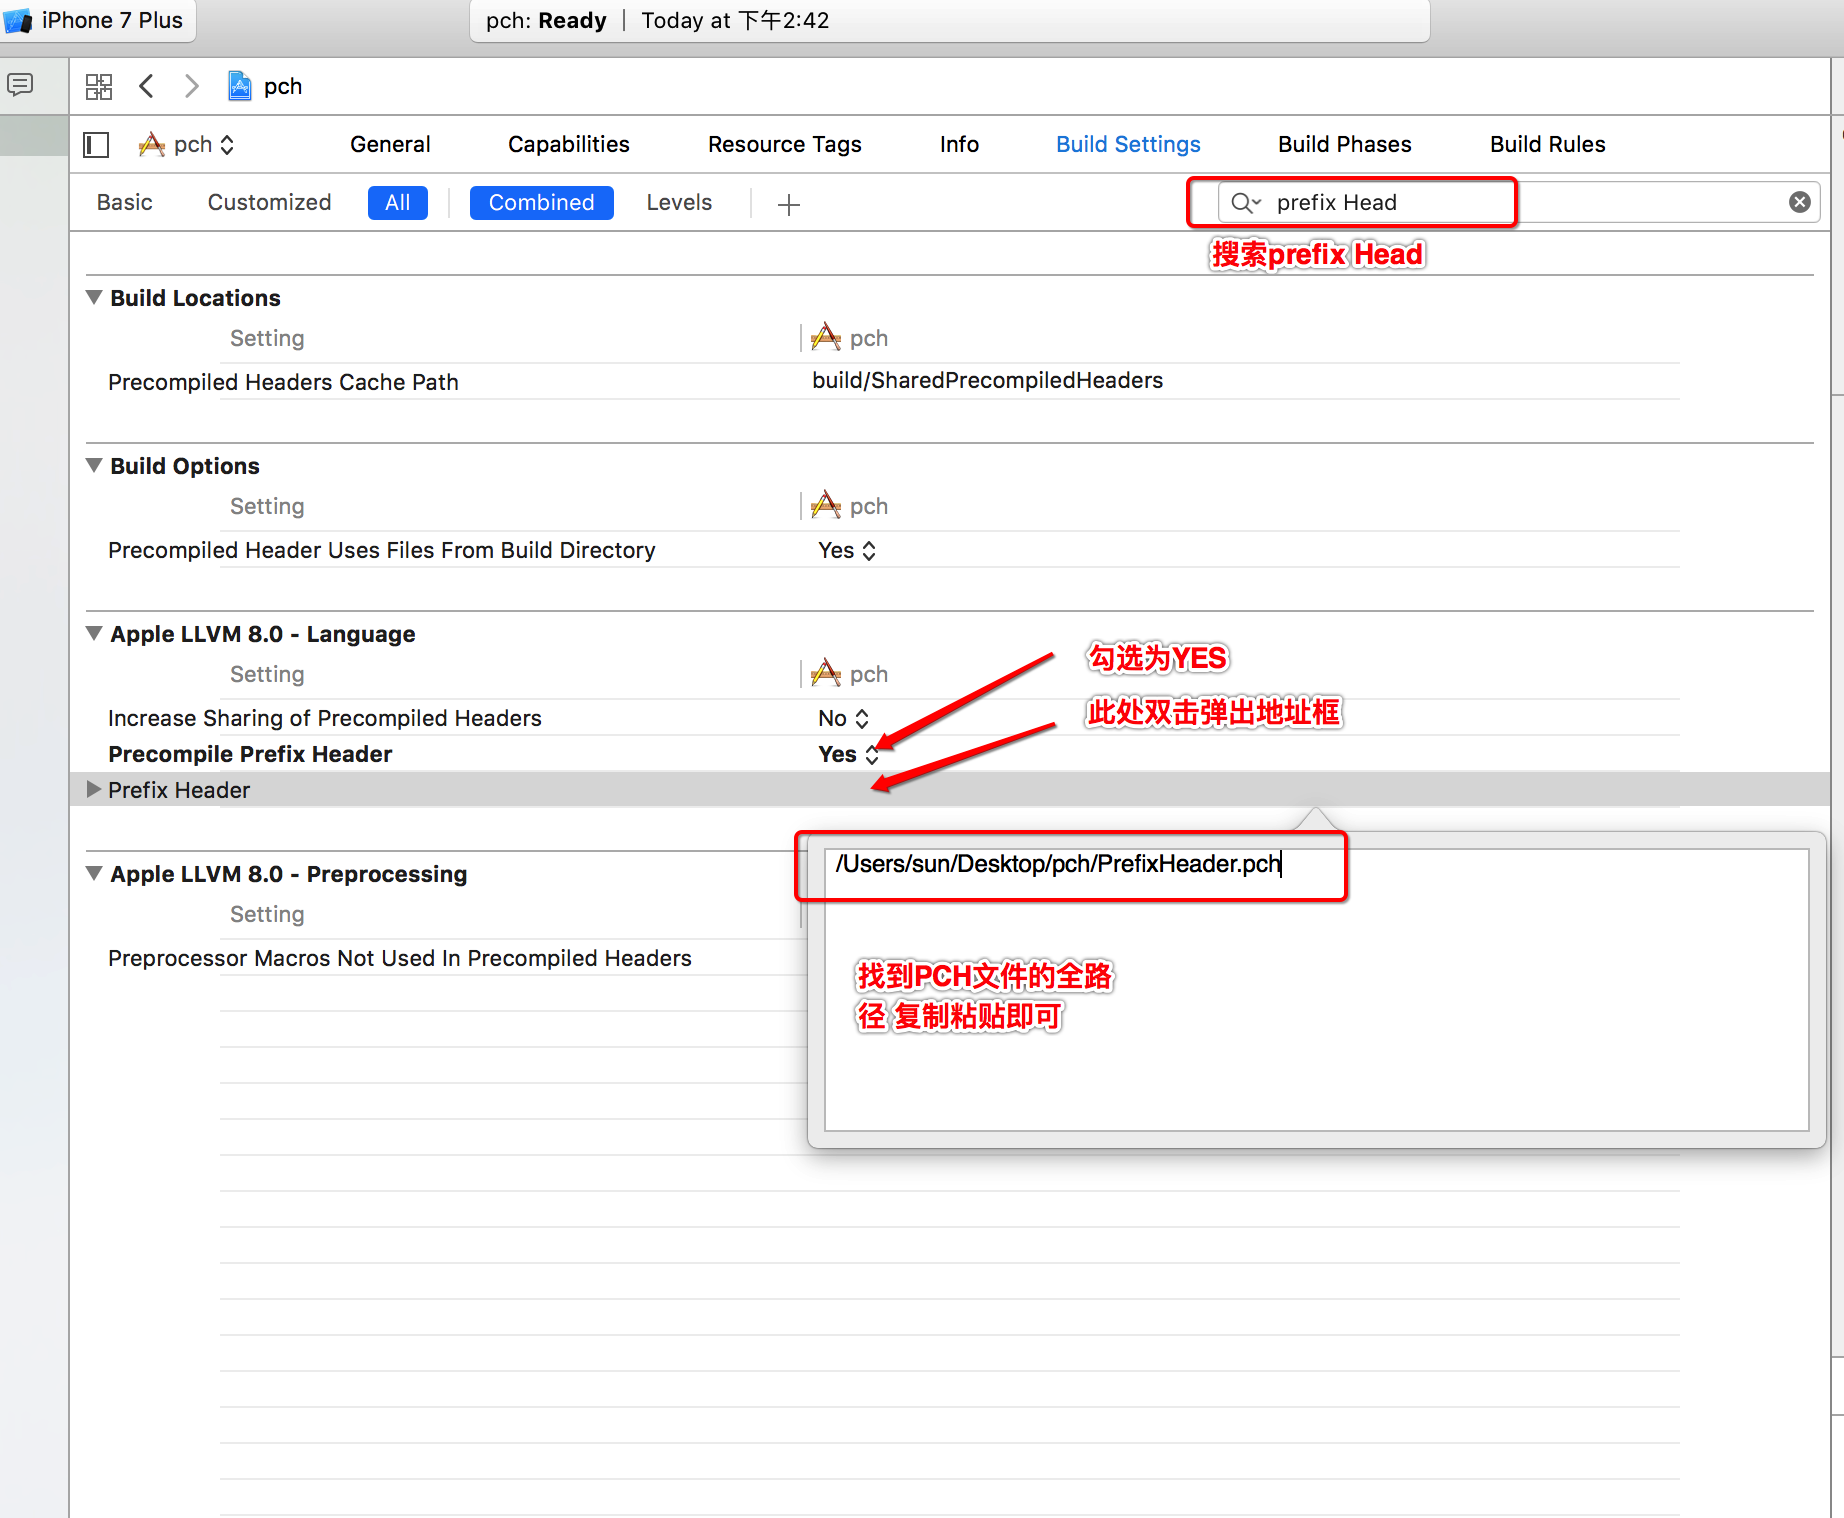 iPhone 7 Plus
pch: Ready | Today at 下午2:42
pch
pch General Capabilities Resource Tags Info Build Settings Build Phases Build Rules
Basic Customized All Combined Levels + prefix Head
搜索prefix Head
Build Locations
Setting pch
Precompiled Headers Cache Path build/SharedPrecompiledHeaders
Build Options
Setting pch
Precompiled Header Uses Files From Build Directory Yes
Apple LLVM 8.0 - Language
勾选为YES
Setting pch
此处双击弹出地址框
Increase Sharing of Precompiled Headers No
Precompile Prefix Header Yes
Prefix Header
/Users/sun/Desktop/pch/PrefixHeader.pch
Apple LLVM 8.0 - Preprocessing
Setting
Preprocessor Macros Not Used In Precompiled Headers
找到PCH文件的全路
径 复制粘贴即可